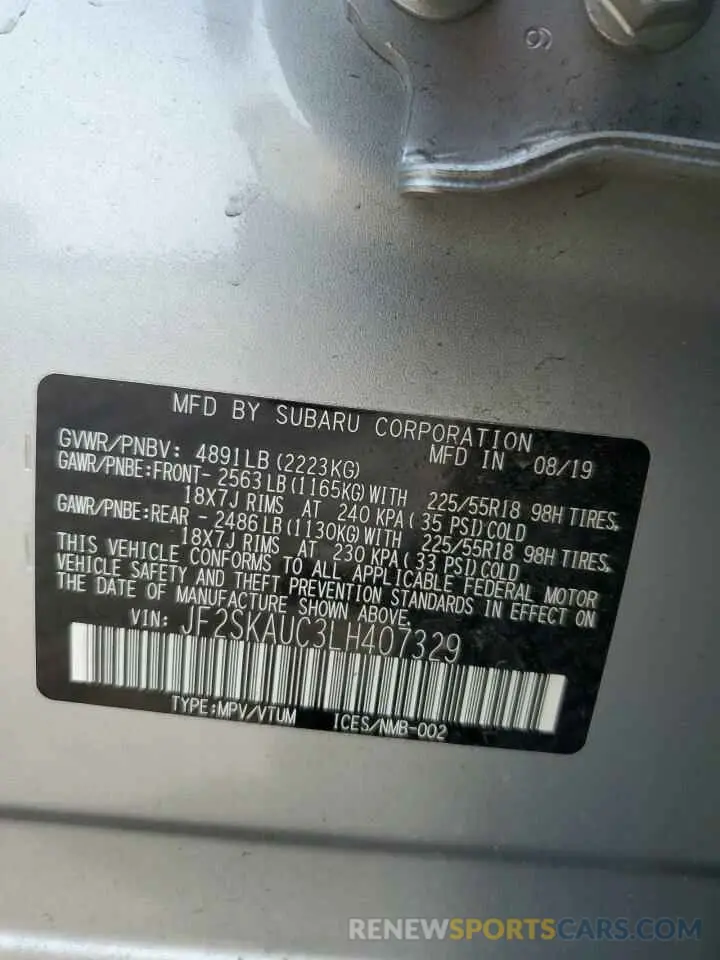 9
MFD BY SUBARU CORPORATION
GVWR/PNBV: 4891LB (2223KG) MFD IN 08/19
GAWR/PNBE:FRONT- 2563LB(1165KG)WITH 225/55R18 98H TIRES,
18X7J RIMS AT 240 KPA(35 PSI)COLD
GAWR/PNBE:REAR - 2486LB(1130KG)WITH 225/55R18 98H TIRES,
18X7J RIMS AT 230 KPA(33 PSI)COLD
THIS VEHICLE CONFORMS TO ALL APPLICABLE FEDERAL MOTOR
VEHICLE SAFETY AND THEFT PREVENTION STANDARDS IN EFFECT ON
THE DATE OF MANUFACTURE SHOWN ABOVE.
VIN: JF2SKAUC3LH407329
TYPE:MPV/VTUM ICES/NMB-002
RENEWSPORTSCARS.COM